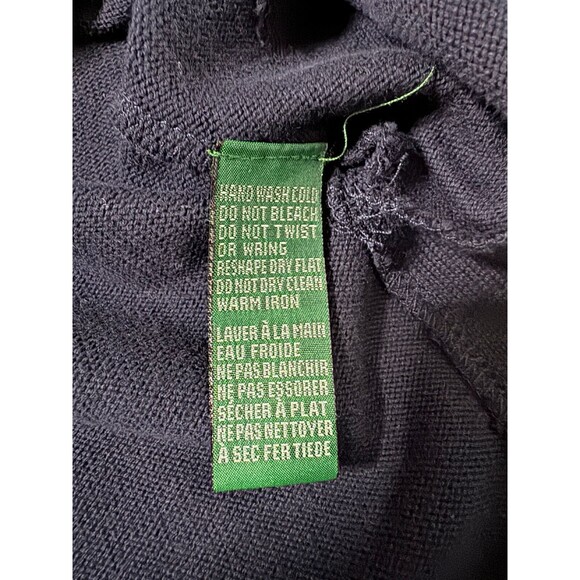 HAND WASH COLD
DO NOT BLEACH
DO NOT TWIST
OR WRING
RESHAPE DRY FLAT
DO NOT DRY CLEAN
WARM IRON
LAVER À LA MAIN
EAU FROIDE
NE PAS BLANCHIR
NE PAS ESSORER
SÉCHER À PLAT
NE PAS NETTOYER
À SEC FER TIEDE